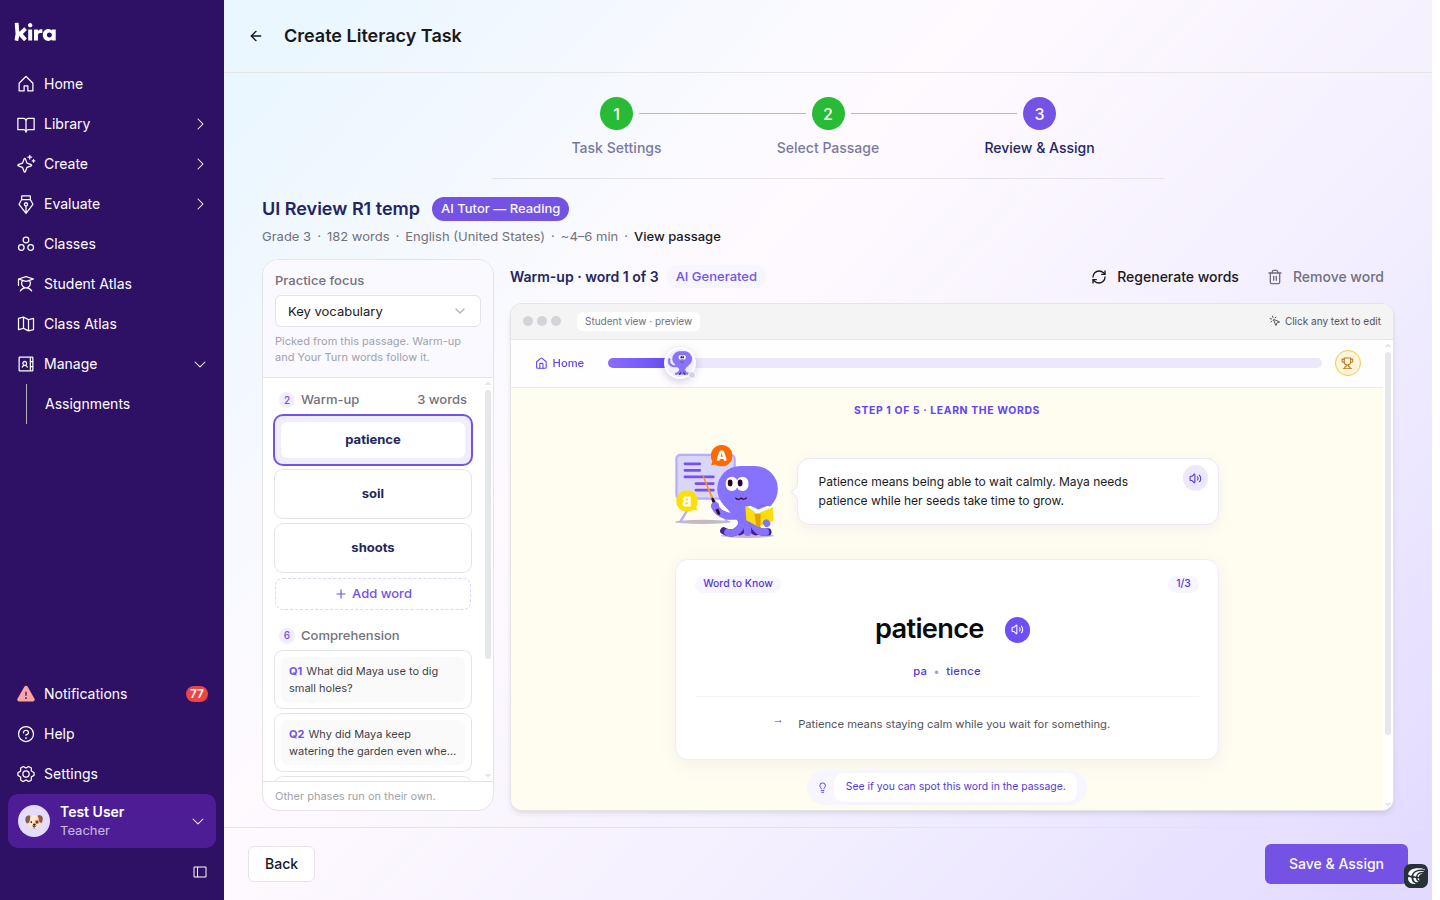 kira
Home
Library
Create
Evaluate
Classes
Student Atlas
Class Atlas
Manage
Assignments
Notifications
77
Help
Settings
Test User
Teacher
Create Literacy Task
1
2
3
Task Settings
Select Passage
Review & Assign
UI Review R1 temp
AI Tutor — Reading
Grade 3 · 182 words · English (United States) · ~4–6 min · View passage
Practice focus
Key vocabulary
Picked from this passage. Warm-up
and Your Turn words follow it.
2 Warm-up 3 words
patience
soil
shoots
+ Add word
6 Comprehension
Q1 What did Maya use to dig
small holes?
Q2 Why did Maya keep
watering the garden even whe...
Other phases run on their own.
Warm-up · word 1 of 3
AI Generated
Regenerate words
Remove word
Student view · preview
Click any text to edit
Home
STEP 1 OF 5 · LEARN THE WORDS
A
B
Patience means being able to wait calmly. Maya needs
patience while her seeds take time to grow.
Word to Know
1/3
patience
pa • tience
→ Patience means staying calm while you wait for something.
See if you can spot this word in the passage.
Back
Save & Assign